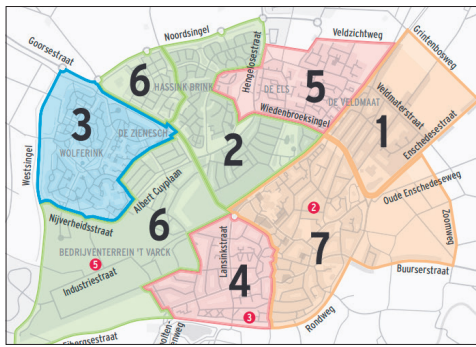 Noordsingel
Veldzichtweg
Goorsestraat
Grintenbosweg
Hengelosestraat
6
HASSINK BRINK
DE ELS
5
DE VELDMAAT
Veldmaterstraat
3
Wiedenbroeksingel
1
DE ZIENESCH
2
Enschedesestraat
WOLFERINK
Westsingel
Albert Cuyplaan
Oude Enschedeseweg
2
Nijverheidsstraat
6
Zoomweg
BEDRIJVENTERREIN 'T VARCK
7
5
Lansinkstraat
Buurserstraat
Industriestraat
4
3
Rondweg